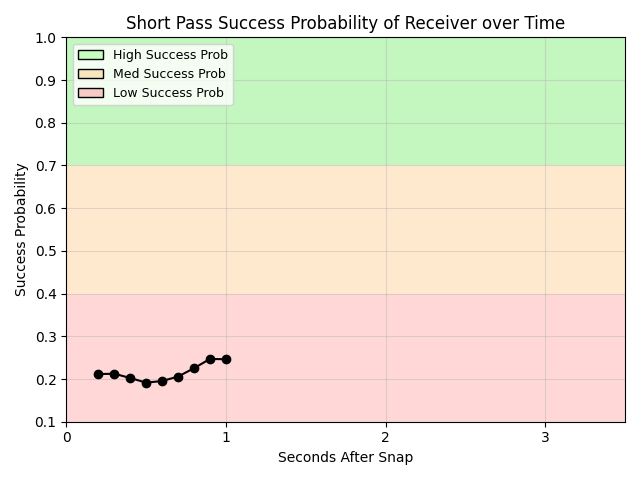 Short Pass Success Probability of Receiver over Time
1.0
High Success Prob
Med Success Prob
Low Success Prob
0.9
0.8
0.7
0.6
0.5
0.4
0.3
0.2
0.1
Success Probability
0 1 2 3
Seconds After Snap